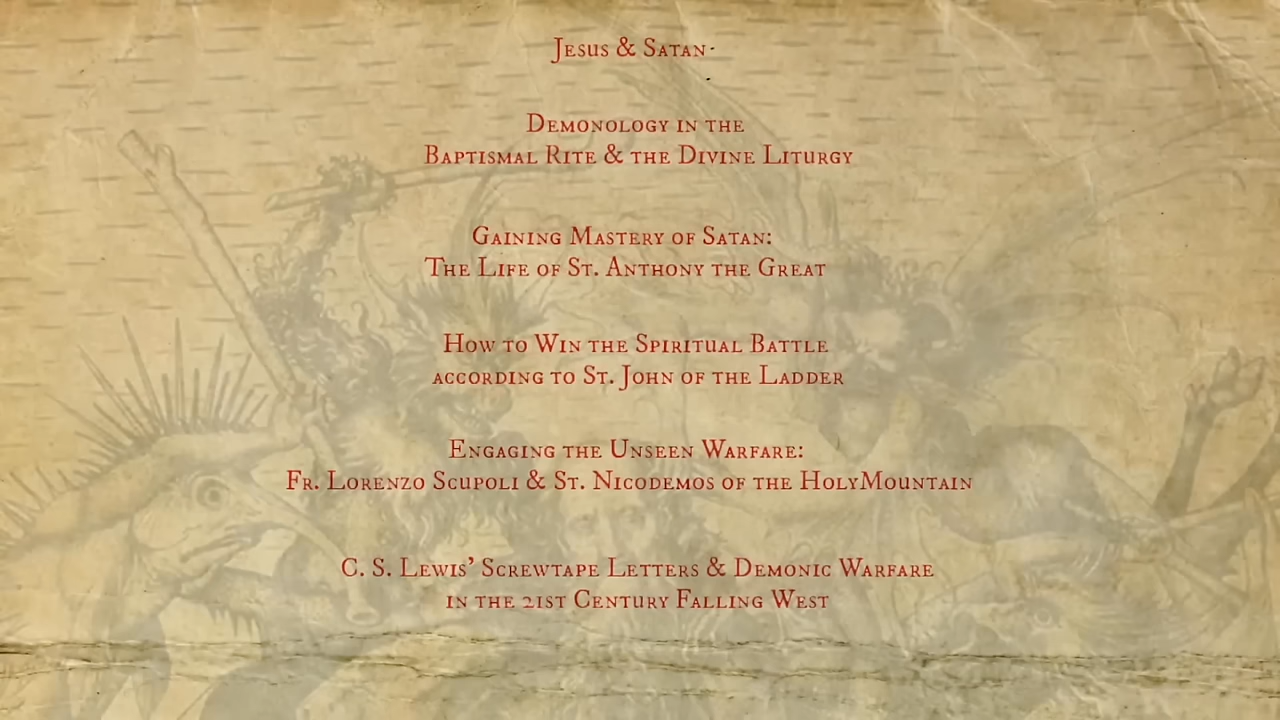 Jesus & Satan
Demonology in the
Baptismal Rite & the Divine Liturgy
Gaining Mastery of Satan:
The Life of St. Anthony the Great
How to Win the Spiritual Battle
according to St. John of the Ladder
Engaging the Unseen Warfare:
Fr. Lorenzo Scupoli & St. Nicodemos of the HolyMountain
C. S. Lewis' Screwtape Letters & Demonic Warfare
in the 21st Century Falling West